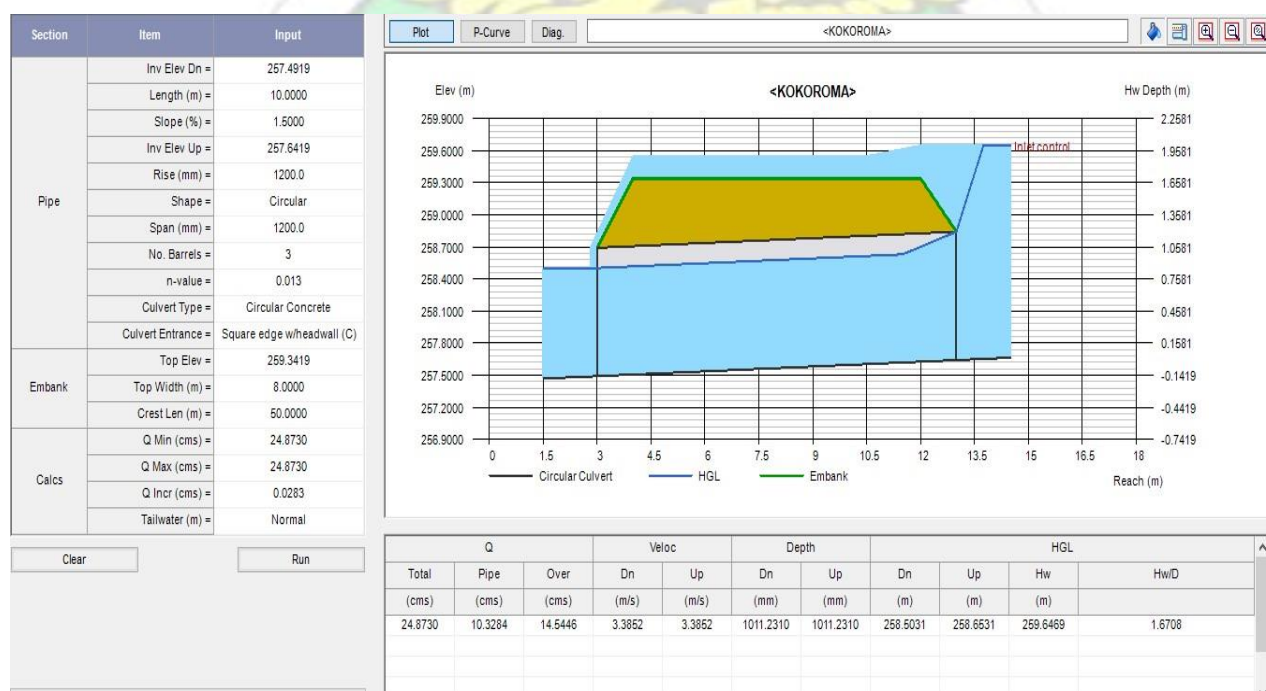 Section Item Input
Pipe
Inv Elev Dn = 257.4919
Length (m) = 10.0000
Slope (%) = 1.5000
Inv Elev Up = 257.6419
Rise (mm) = 1200.0
Shape = Circular
Span (mm) = 1200.0
No. Barrels = 3
n-value = 0.013
Culvert Type = Circular Concrete
Culvert Entrance = Square edge w/headwall (C)
Embank
Top Elev = 259.3419
Top Width (m) = 8.0000
Crest Len (m) = 50.0000
Calcs
Q Min (cms) = 24.8730
Q Max (cms) = 24.8730
Q Incr (cms) = 0.0283
Tailwater (m) = Normal
Clear Run
Plot P-Curve Diag. <KOKOROMA>
Elev (m) <KOKOROMA> Hw Depth (m)
259.9000 2.2581
259.6000 Inlet control 1.9581
259.3000 1.6581
259.0000 1.3581
258.7000 1.0581
258.4000 0.7581
258.1000 0.4581
257.8000 0.1581
257.5000 -0.1419
257.2000 -0.4419
256.9000 -0.7419
0 1.5 3 4.5 6 7.5 9 10.5 12 13.5 15 16.5 18
Circular Culvert HGL Embank Reach (m)
Q Veloc Depth HGL
Total Pipe Over Dn Up Dn Up Dn Up Hw Hw/D
(cms) (cms) (cms) (m/s) (m/s) (mm) (mm) (m) (m) (m)
24.8730 10.3284 14.5446 3.3852 3.3852 1011.2310 1011.2310 258.5031 258.6531 259.6469 1.6708